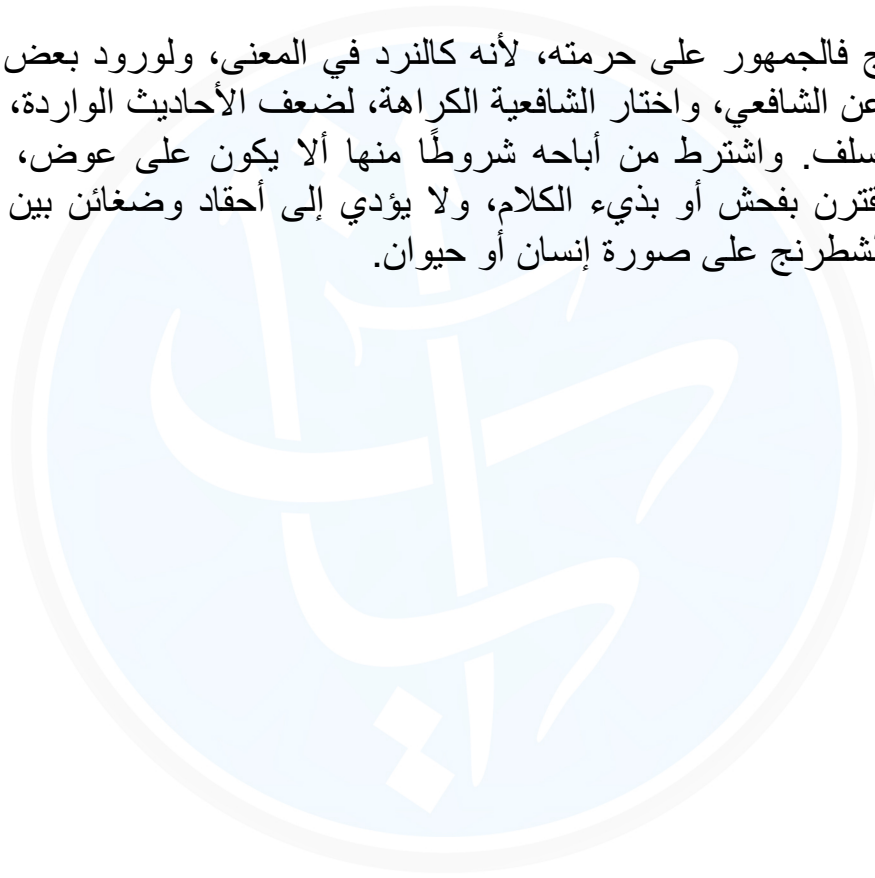 ج فالجمهور على حرمته، لأنه كالنرد في المعنى، ولورود بعض
عن الشافعي، واختار الشافعية الكراهة، لضعف الأحاديث الواردة،
سلف. واشترط من أباحه شروطًا منها ألا يكون على عوض،
قترن بفحش أو بذيء الكلام، ولا يؤدي إلى أحقاد وضغائن بين
لشطرنج على صورة إنسان أو حيوان.